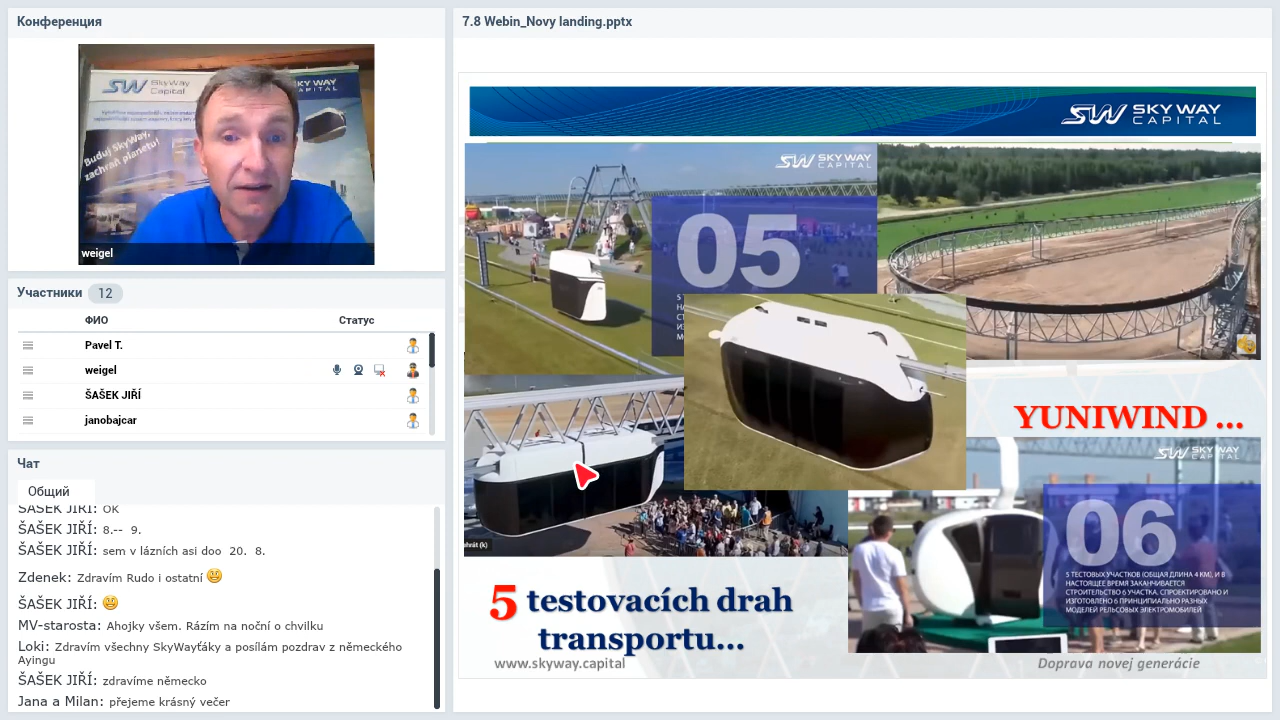 Конференция
SW SkyWay
Capital
SKY WAY
CAPITAL
Buduj SkyWay,
zachraň planetu!
weigel
Участники 12
ФИО Статус
Pavel T.
weigel
ŠAŠEK JIŘÍ
janobajcar
Чат
Общий
ŠAŠEK JIŘÍ: OK
ŠAŠEK JIŘÍ: 8.-- 9.
ŠAŠEK JIŘÍ: sem v lázních asi doo 20. 8.
Zdenek: Zdravím Rudo i ostatní
ŠAŠEK JIŘÍ:
MV-starosta: Ahojky všem. Rázím na noční o chvilku
Loki: Zdravím všechny SkyWayťáky a posílám pozdrav z německého
Ayingu
ŠAŠEK JIŘÍ: zdravíme německo
Jana a Milan: přejeme krásný večer
7.8 Webin_Novy landing.pptx
SW SKY WAY
CAPITAL
SW SKY WAY
CAPITAL
05
YUNIWIND ...
SW SKY WAY
CAPITAL
06
5 ТЕСТОВЫХ УЧАСТКОВ (ОБЩАЯ ДЛИНА 4 КМ), И В
НАСТОЯЩЕЕ ВРЕМЯ ЗАКАНЧИВАЕТСЯ
СТРОИТЕЛЬСТВО 6 УЧАСТКА. СПРОЕКТИРОВАНО И
ИЗГОТОВЛЕНО 6 ПРИНЦИПИАЛЬНО РАЗНЫХ
МОДЕЛЕЙ РЕЛЬСОВЫХ ЭЛЕКТРОМОБИЛЕЙ
5 testovacích drah
transportu...
www.skyway.capital
Doprava novej generácie